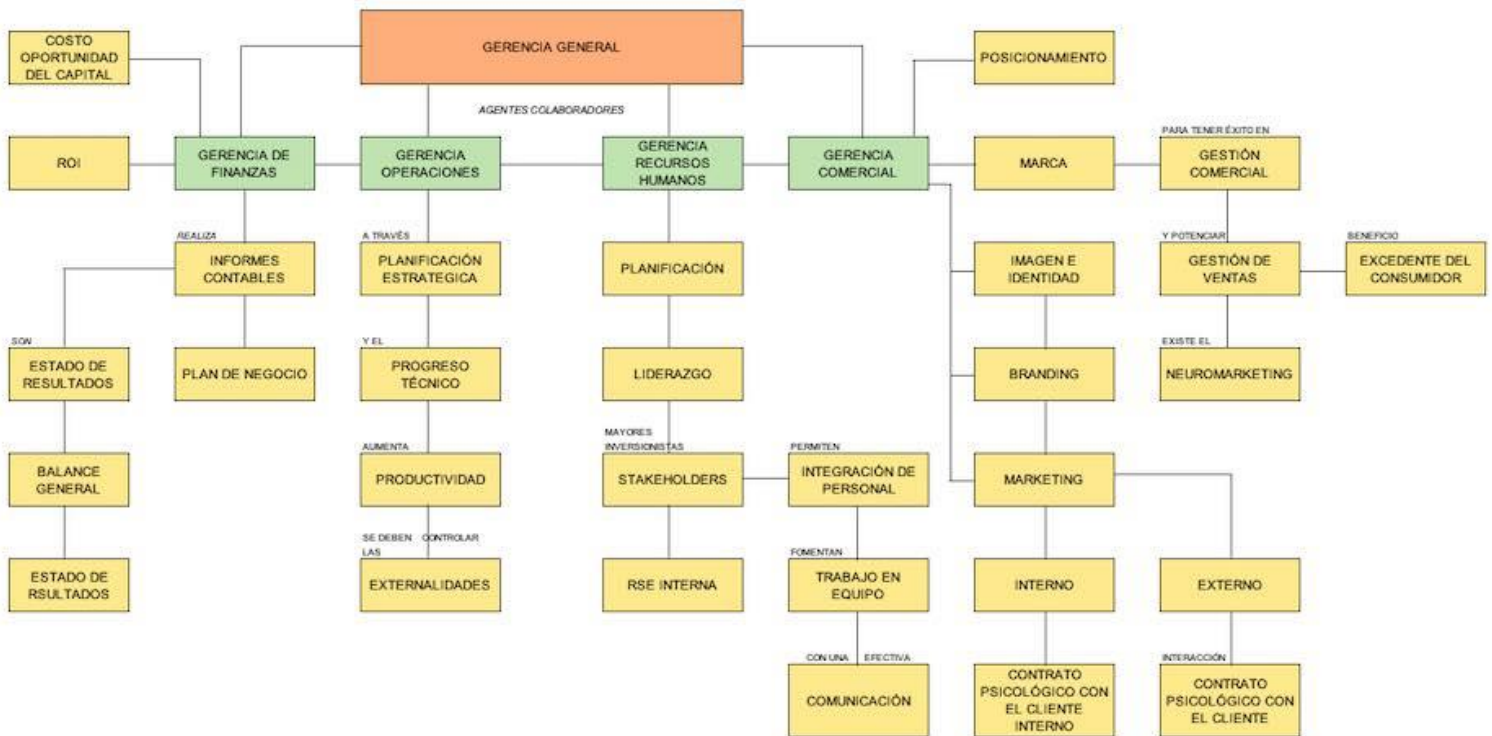 COSTO
OPORTUNIDAD
DEL CAPITAL
GERENCIA GENERAL
POSICIONAMIENTO
AGENTES COLABORADORES
ROI
GERENCIA DE
FINANZAS
GERENCIA
OPERACIONES
GERENCIA
RECURSOS
HUMANOS
GERENCIA
COMERCIAL
MARCA
PARA TENER ÉXITO EN
GESTIÓN
COMERCIAL
REALIZA
INFORMES
CONTABLES
A TRAVÉS
PLANIFICACIÓN
ESTRATEGICA
PLANIFICACIÓN
IMAGEN E
IDENTIDAD
Y POTENCIAR
GESTIÓN DE
VENTAS
BENEFICIO
EXCEDENTE DEL
CONSUMIDOR
SON
ESTADO DE
RESULTADOS
PLAN DE NEGOCIO
Y EL
PROGRESO
TÉCNICO
LIDERAZGO
BRANDING
EXISTE EL
NEUROMARKETING
BALANCE
GENERAL
AUMENTA
PRODUCTIVIDAD
MAYORES
INVERSIONISTAS
STAKEHOLDERS
PERMITEN
INTEGRACIÓN DE
PERSONAL
MARKETING
ESTADO DE
RSULTADOS
SE DEBEN CONTROLAR
LAS
EXTERNALIDADES
RSE INTERNA
FOMENTAN
TRABAJO EN
EQUIPO
INTERNO
EXTERNO
CON UNA EFECTIVA
COMUNICACIÓN
CONTRATO
PSICOLÓGICO CON
EL CLIENTE
INTERNO
INTERACCIÓN
CONTRATO
PSICOLÓGICO CON
EL CLIENTE